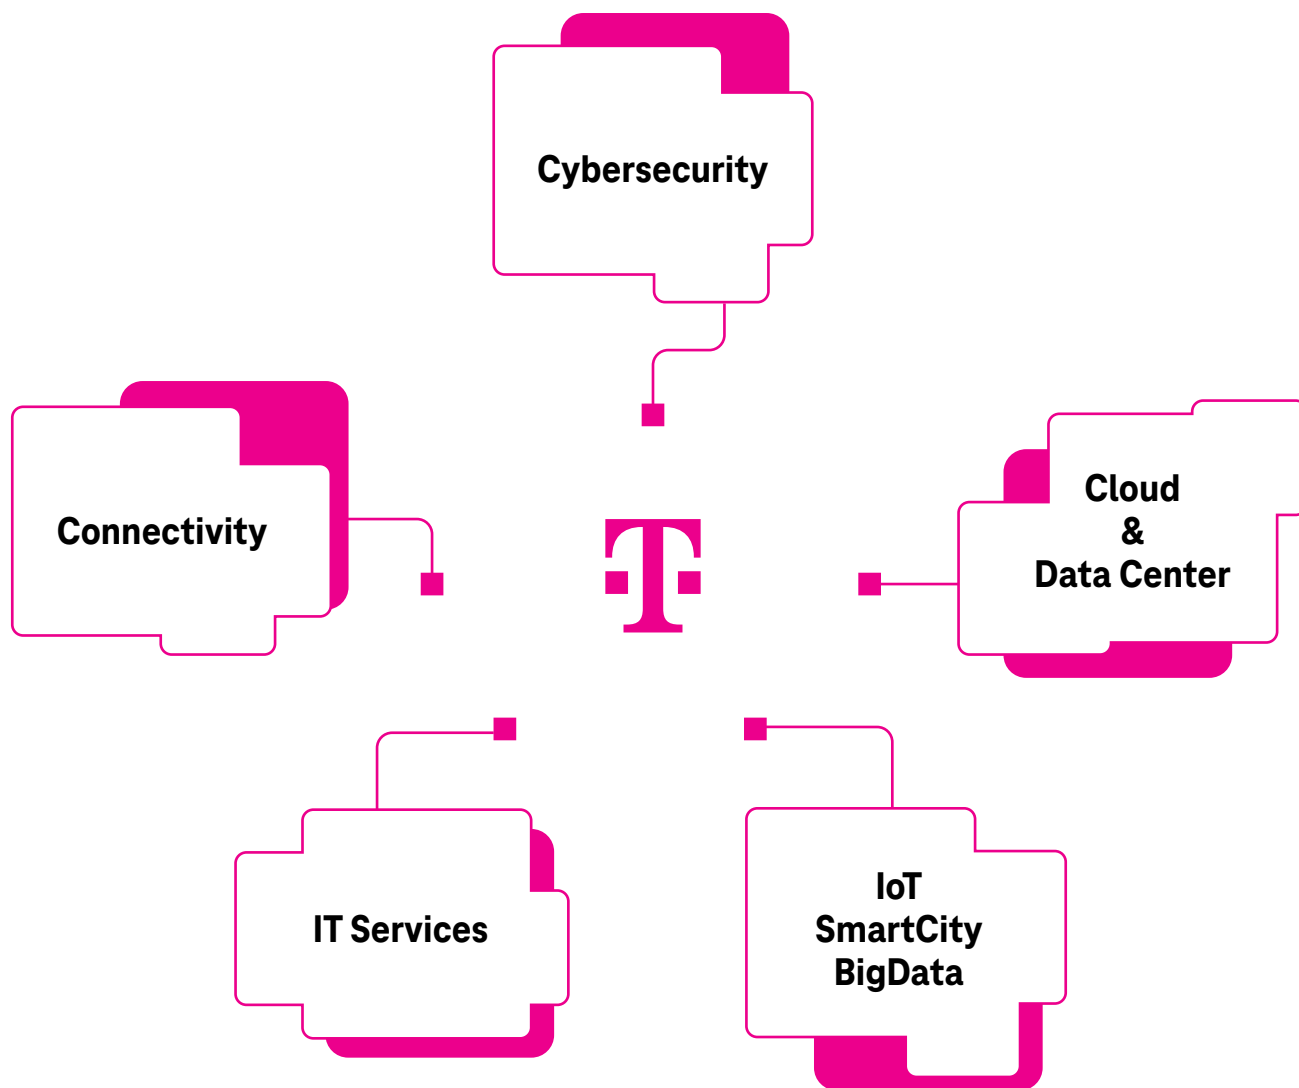 Cybersecurity
Connectivity
Cloud
&
Data Center
IT Services
IoT
SmartCity
BigData